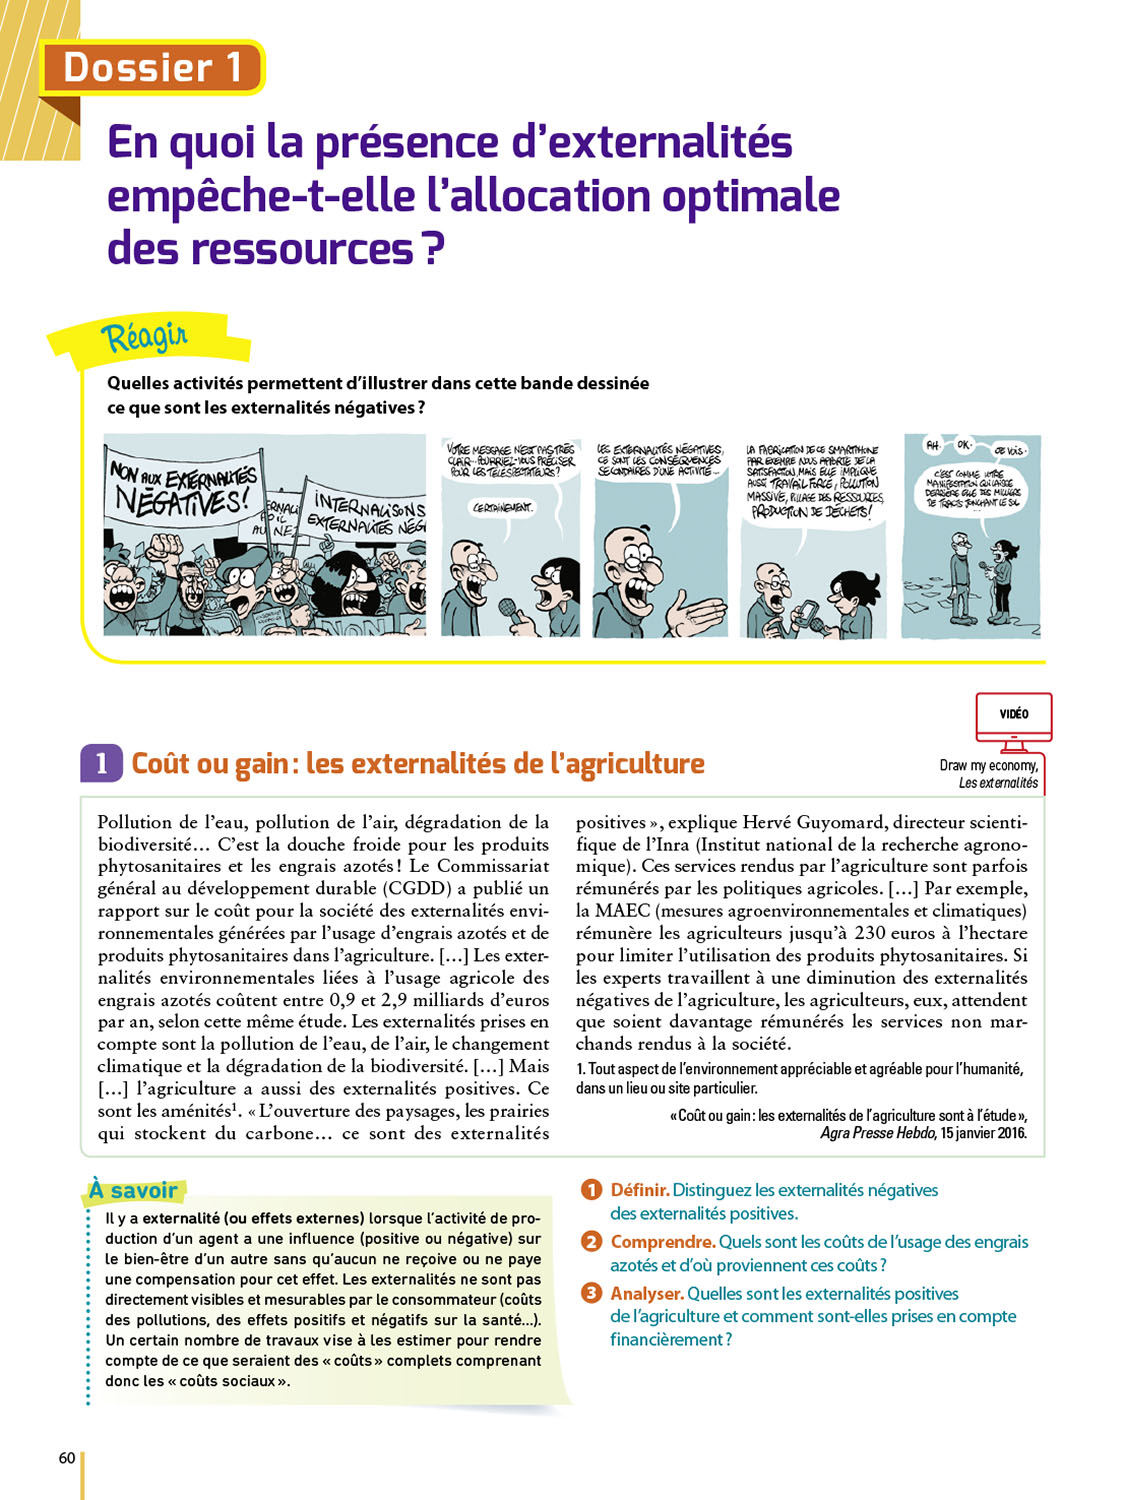 Dossier 1
En quoi la présence d'externalités
empêche-t-elle l'allocation optimale
des ressources ?
Réagir
Quelles activités permettent d'illustrer dans cette bande dessinée
ce que sont les externalités négatives ?
NON AUX EXTERNALITÉS
NÉGATIVES !
INTERNALISONS
EXTERNALITÉS NÉG
VOTRE MESSAGE N'EST PAS TRÈS
CLAIR... POURRIEZ-VOUS PRÉCISER
POUR LES TÉLÉSPECTATEURS ?
CERTAINEMENT.
LES EXTERNALITÉS NÉGATIVES,
CE SONT LES CONSÉQUENCES
SECONDAIRES D'UNE ACTIVITÉ...
LA FABRICATION DE CE SMARTPHONE
PAR EXEMPLE NOUS APPORTE DE LA
SATISFACTION, MAIS ELLE IMPLIQUE
AUSSI TRAVAIL FORCÉ, POLLUTION
MASSIVE, PILLAGE DES RESSOURCES,
PRODUCTION DE DÉCHETS !
AH.
OK.
JE VOIS.
C'EST COMME VOTRE
MANIFESTATION QUI LAISSE
DERRIÈRE ELLE DES MILLIERS
DE TRACTS JONCHANT LE SOL
VIDÉO
Draw my economy,
Les externalités
1 Coût ou gain : les externalités de l'agriculture
Pollution de l'eau, pollution de l'air, dégradation de la
biodiversité… C'est la douche froide pour les produits
phytosanitaires et les engrais azotés ! Le Commissariat
général au développement durable (CGDD) a publié un
rapport sur le coût pour la société des externalités envi-
ronnementales générées par l'usage d'engrais azotés et de
produits phytosanitaires dans l'agriculture. […] Les exter-
nalités environnementales liées à l'usage agricole des
engrais azotés coûtent entre 0,9 et 2,9 milliards d'euros
par an, selon cette même étude. Les externalités prises en
compte sont la pollution de l'eau, de l'air, le changement
climatique et la dégradation de la biodiversité. […] Mais
[…] l'agriculture a aussi des externalités positives. Ce
sont les aménités¹. « L'ouverture des paysages, les prairies
qui stockent du carbone… ce sont des externalités
positives », explique Hervé Guyomard, directeur scienti-
fique de l'Inra (Institut national de la recherche agrono-
mique). Ces services rendus par l'agriculture sont parfois
rémunérés par les politiques agricoles. […] Par exemple,
la MAEC (mesures agroenvironnementales et climatiques)
rémunère les agriculteurs jusqu'à 230 euros à l'hectare
pour limiter l'utilisation des produits phytosanitaires. Si
les experts travaillent à une diminution des externalités
négatives de l'agriculture, les agriculteurs, eux, attendent
que soient davantage rémunérés les services non mar-
chands rendus à la société.
1. Tout aspect de l'environnement appréciable et agréable pour l'humanité,
dans un lieu ou site particulier.
« Coût ou gain : les externalités de l'agriculture sont à l'étude »,
Agra Presse Hebdo, 15 janvier 2016.
À savoir
Il y a externalité (ou effets externes) lorsque l'activité de pro-
duction d'un agent a une influence (positive ou négative) sur
le bien-être d'un autre sans qu'aucun ne reçoive ou ne paye
une compensation pour cet effet. Les externalités ne sont pas
directement visibles et mesurables par le consommateur (coûts
des pollutions, des effets positifs et négatifs sur la santé…).
Un certain nombre de travaux vise à les estimer pour rendre
compte de ce que seraient des « coûts » complets comprenant
donc les « coûts sociaux ».
1 Définir. Distinguez les externalités négatives
des externalités positives.
2 Comprendre. Quels sont les coûts de l'usage des engrais
azotés et d'où proviennent ces coûts ?
3 Analyser. Quelles sont les externalités positives
de l'agriculture et comment sont-elles prises en compte
financièrement ?
60